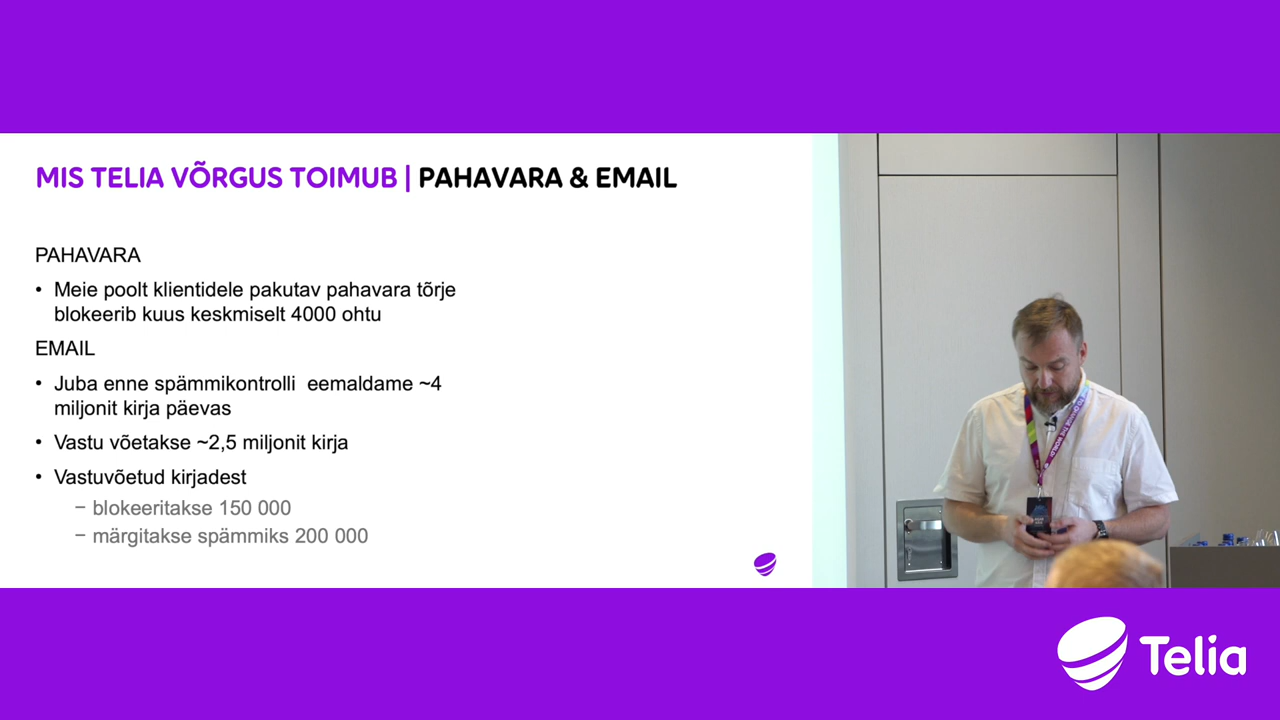 MIS TELIA VÕRGUS TOIMUB | PAHAVARA & EMAIL
PAHAVARA
• Meie poolt klientidele pakutav pahavara tõrje
blokeerib kuus keskmiselt 4000 ohtu
EMAIL
• Juba enne spämmikontrolli eemaldame ~4
miljonit kirja päevas
• Vastu võetakse ~2,5 miljonit kirja
• Vastuvõetud kirjadest
− blokeeritakse 150 000
− märgitakse spämmiks 200 000
Telia